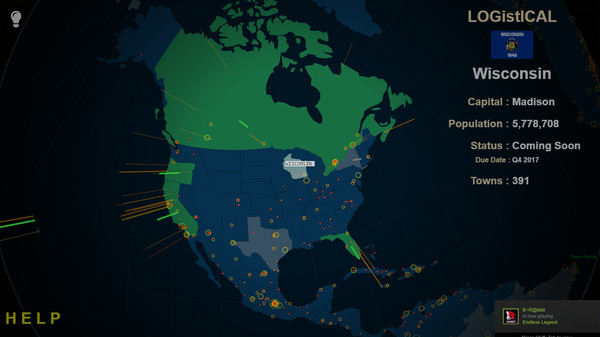 LOGistICAL
WISCONSIN
1848
Wisconsin
Capital : Madison
Population : 5,778,708
Status : Coming Soon
Due Date : Q4 2017
Towns : 391
WISCONSIN
is now playing
Endless Legend
HELP